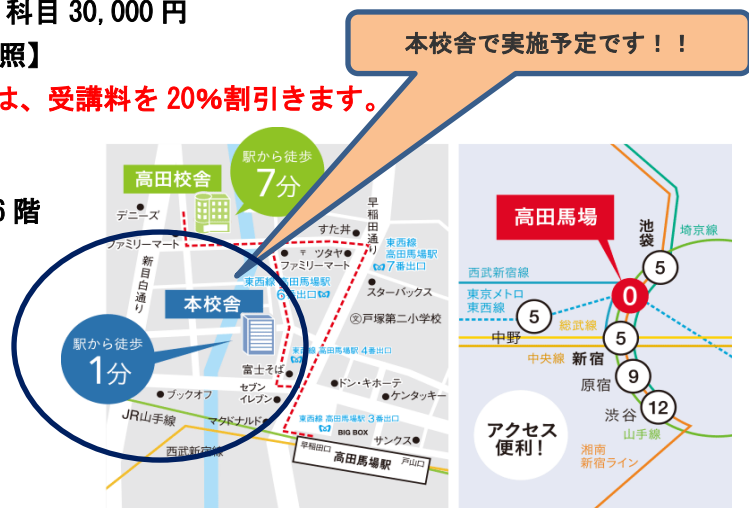 科目 30,000 円
照】
は、受講料を 20%割引きます。
6 階
本校舎で実施予定です！！
駅から徒歩
7分
高田校舎
デニーズ
ファミリーマート
新目白通り
早稲田通り
すた丼
〒 ツタヤ
ファミリーマート
東西線
高田馬場駅
7番出口
東西線 高田馬場駅
6番出口
スターバックス
文戸塚第二小学校
本校舎
駅から徒歩
1分
東西線 高田馬場駅 4番出口
富士そば
セブン
イレブン
ドン・キホーテ
ケンタッキー
ブックオフ
JR山手線
マクドナルド
東西線 高田馬場駅 3番出口
BIG BOX
サンクス
西武新宿線
早稲田口
高田馬場駅
戸山口
高田馬場
池袋
埼京線
5
西武新宿線
0
東京メトロ
東西線
5
中野
総武線
5
中央線
新宿
原宿
9
渋谷
12
山手線
アクセス
便利！
湘南
新宿ライン